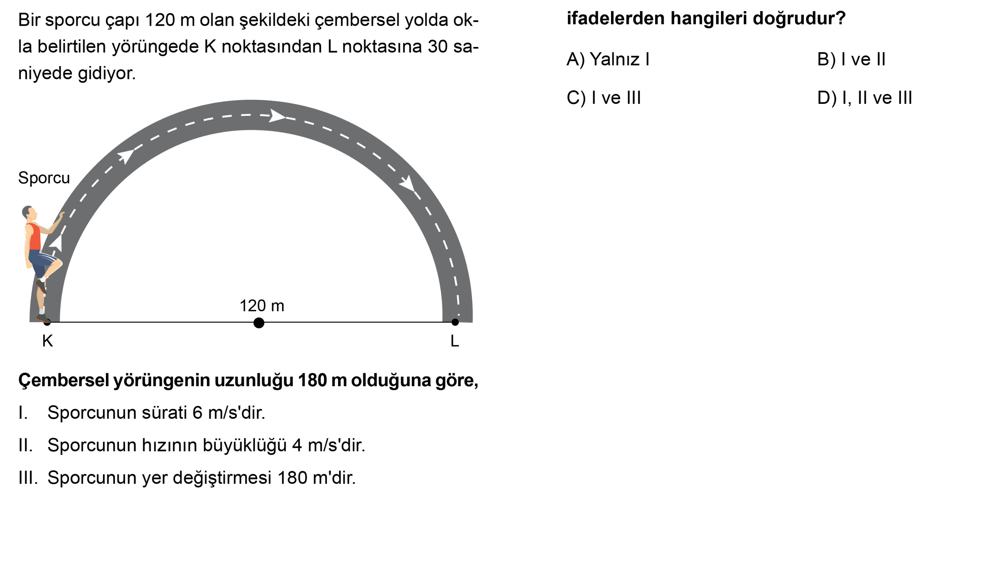 Bir sporcu çapı 120 m olan şekildeki çembersel yolda ok-
la belirtilen yörüngede K noktasından L noktasına 30 sa-
niyede gidiyor.
Sporcu
120 m
K
L
Çembersel yörüngenin uzunluğu 180 m olduğuna göre,
I. Sporcunun sürati 6 m/s'dir.
II. Sporcunun hızının büyüklüğü 4 m/s'dir.
III. Sporcunun yer değiştirmesi 180 m'dir.
ifadelerden hangileri doğrudur?
A) Yalnız I
B) I ve II
C) I ve III
D) I, II ve III